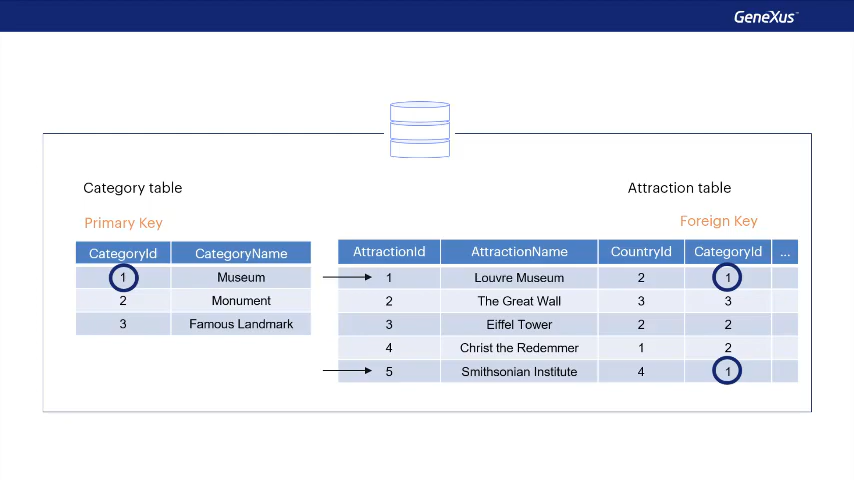 GeneXus™
Category table
Attraction table
Primary Key
Foreign Key
CategoryId CategoryName
1 Museum
2 Monument
3 Famous Landmark
AttractionId AttractionName CountryId CategoryId ...
1 Louvre Museum 2 1
2 The Great Wall 3 3
3 Eiffel Tower 2 2
4 Christ the Redemmer 1 2
5 Smithsonian Institute 4 1